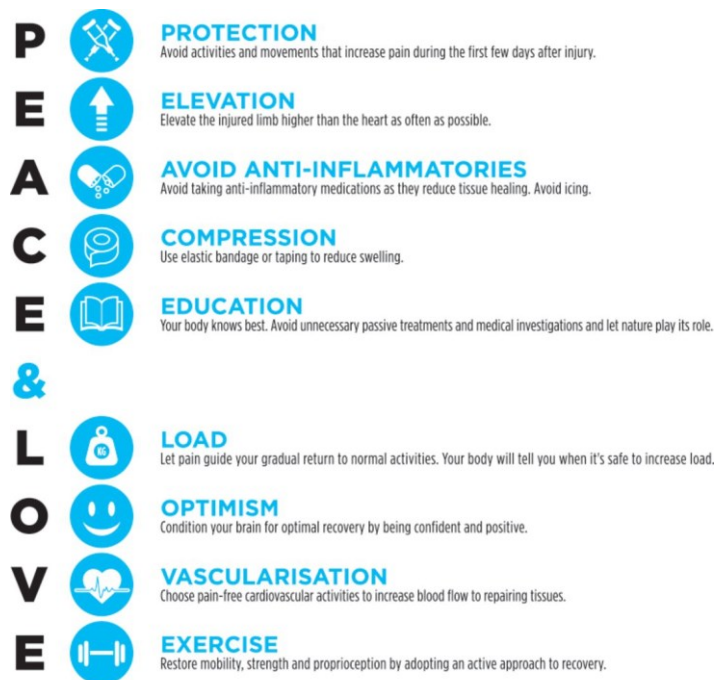 P
PROTECTION
Avoid activities and movements that increase pain during the first few days after injury.
E
ELEVATION
Elevate the injured limb higher than the heart as often as possible.
A
AVOID ANTI-INFLAMMATORIES
Avoid taking anti-inflammatory medications as they reduce tissue healing. Avoid icing.
C
COMPRESSION
Use elastic bandage or taping to reduce swelling.
E
EDUCATION
Your body knows best. Avoid unnecessary passive treatments and medical investigations and let nature play its role.
&
L
KG
LOAD
Let pain guide your gradual return to normal activities. Your body will tell you when it's safe to increase load.
O
OPTIMISM
Condition your brain for optimal recovery by being confident and positive.
V
VASCULARISATION
Choose pain-free cardiovascular activities to increase blood flow to repairing tissues.
E
EXERCISE
Restore mobility, strength and proprioception by adopting an active approach to recovery.